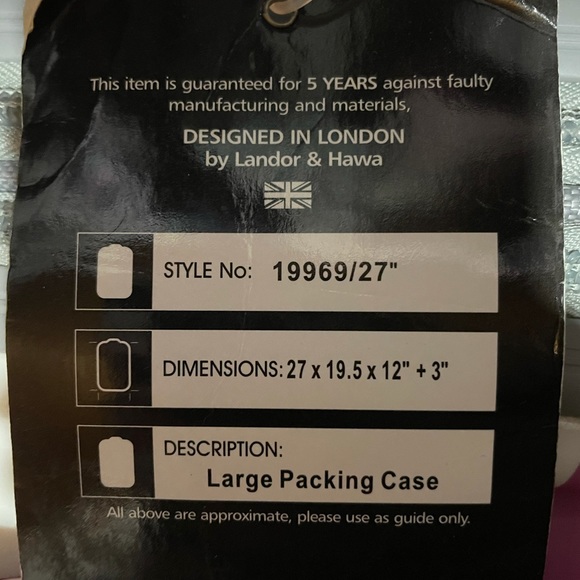 This item is guaranteed for 5 YEARS against faulty
manufacturing and materials,
DESIGNED IN LONDON
by Landor & Hawa
STYLE No: 19969/27"
DIMENSIONS: 27 x 19.5 x 12" + 3"
DESCRIPTION:
Large Packing Case
All above are approximate, please use as guide only.